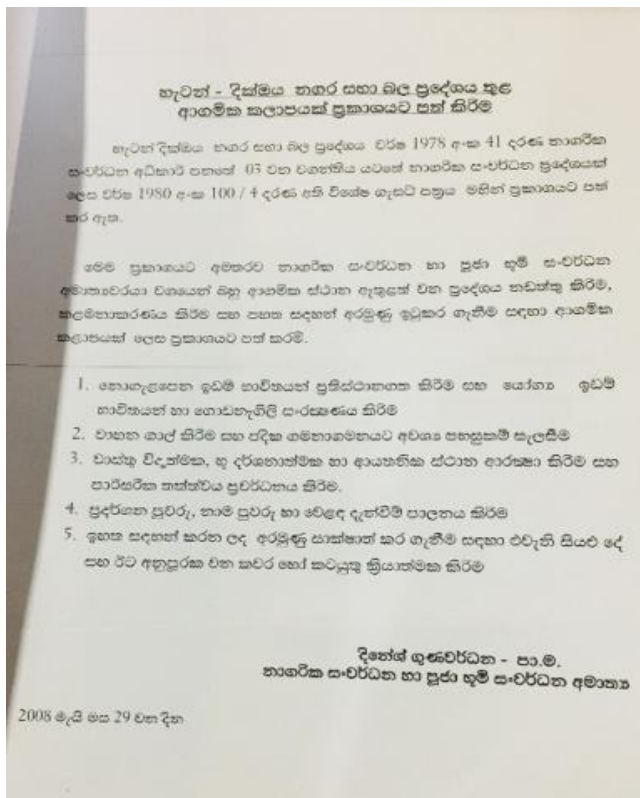 හැටන් - දික්ඔය නගර සභා බල ප්‍රදේශය තුළ
ආගමික කලාපයක් ප්‍රකාශයට පත් කිරීම
හැටන් දික්ඔය නගර සභා බල ප්‍රදේශය වර්ෂ 1978 අංක 41 දරණ නාගරික
සංවර්ධන අධිකාරි පනතේ 03 වන වගන්තිය යටතේ නාගරික සංවර්ධන ප්‍රදේශයක්
ලෙස වර්ෂ 1980 අංක 100 / 4 දරණ අති විශේෂ ගැසට් පත්‍රය මඟින් ප්‍රකාශයට පත්
කර ඇත.
මෙම ප්‍රකාශයට අමතරව නාගරික සංවර්ධන හා පූජා භූමි සංවර්ධන
අමාත්‍යවරයා වශයෙන් බහු ආගමික ස්ථාන ඇතුළත් වන ප්‍රදේශය නඩත්තු කිරීම,
කළමනාකරණය කිරීම සහ පහත සදහන් අරමුණු ඉටුකර ගැනීම සඳහා ආගමික
කළාපයක් ලෙස ප්‍රකාශයට පත් කරමි.
1. නොගැළපෙන ඉඩම් භාවිතයන් ප්‍රතිස්ථානගත කිරීම සහ යෝග්‍ය ඉඩම්
භාවිතයන් හා ගොඩනැගිලි සංරක්‍ෂණය කිරීම
2. වාහන ගාල් කිරීම සහ පදික ගමනාගමනයට අවශ්‍ය පහසුකම් සැලසීම
3. වාස්තු විද්‍යාත්මක, භූ දර්ශනාත්මක හා ආයතනික ස්ථාන ආරක්‍ෂා කිරීම සහ
පාරිසරික තත්ත්වය ප්‍රවර්ධනය කිරීම.
4. ප්‍රදර්ශන පුවරු, නාම පුවරු හා වෙළඳ දැන්වීම් පාලනය කිරීම
5. ඉහත සඳහන් කරන ලද අරමුණු සාක්ෂාත් කර ගැනීම සඳහා එවැනි සියළු දේ
සහ ඊට අනුපූරක වන කවර හෝ කටයුතු ක්‍රියාත්මක කිරීම
දිනේශ් ගුණවර්ධන - පා.ම.
නාගරික සංවර්ධන හා පූජා භූමි සංවර්ධන අමාත්‍ය
2008 මැයි මස 29 වන දින